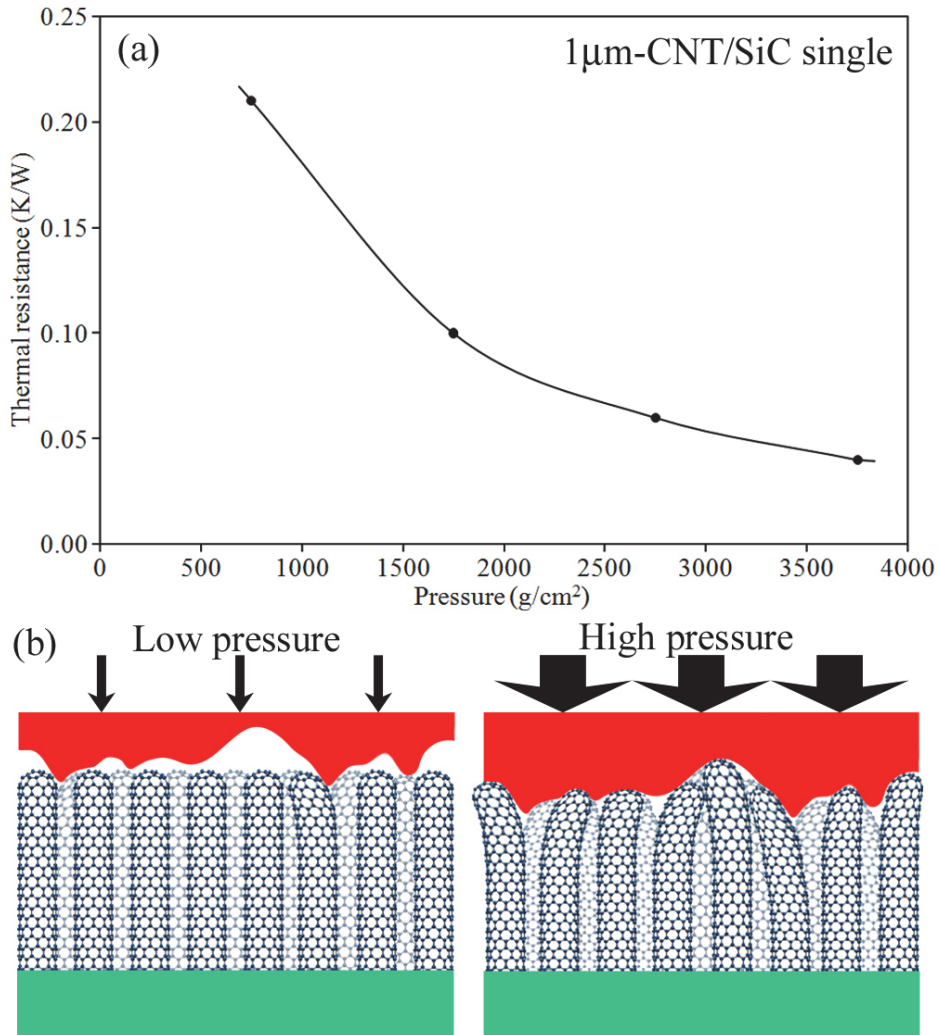 (a)
1μm-CNT/SiC single
Thermal resistance (K/W)
0.25
0.20
0.15
0.10
0.05
0.00
0 500 1000 1500 2000 2500 3000 3500 4000
Pressure (g/cm²)
(b)
Low pressure
High pressure